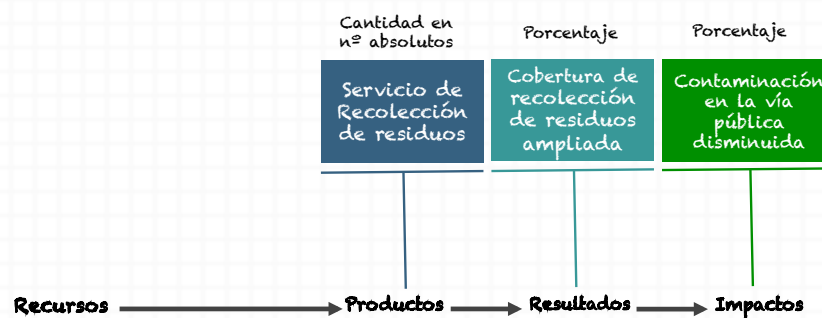 Cantidad en
nº absolutos
Porcentaje
Porcentaje
Servicio de
Recolección
de residuos
Cobertura de
recolección
de residuos
ampliada
Contaminación
en la vía
pública
disminuida
Recursos
Productos
Resultados
Impactos